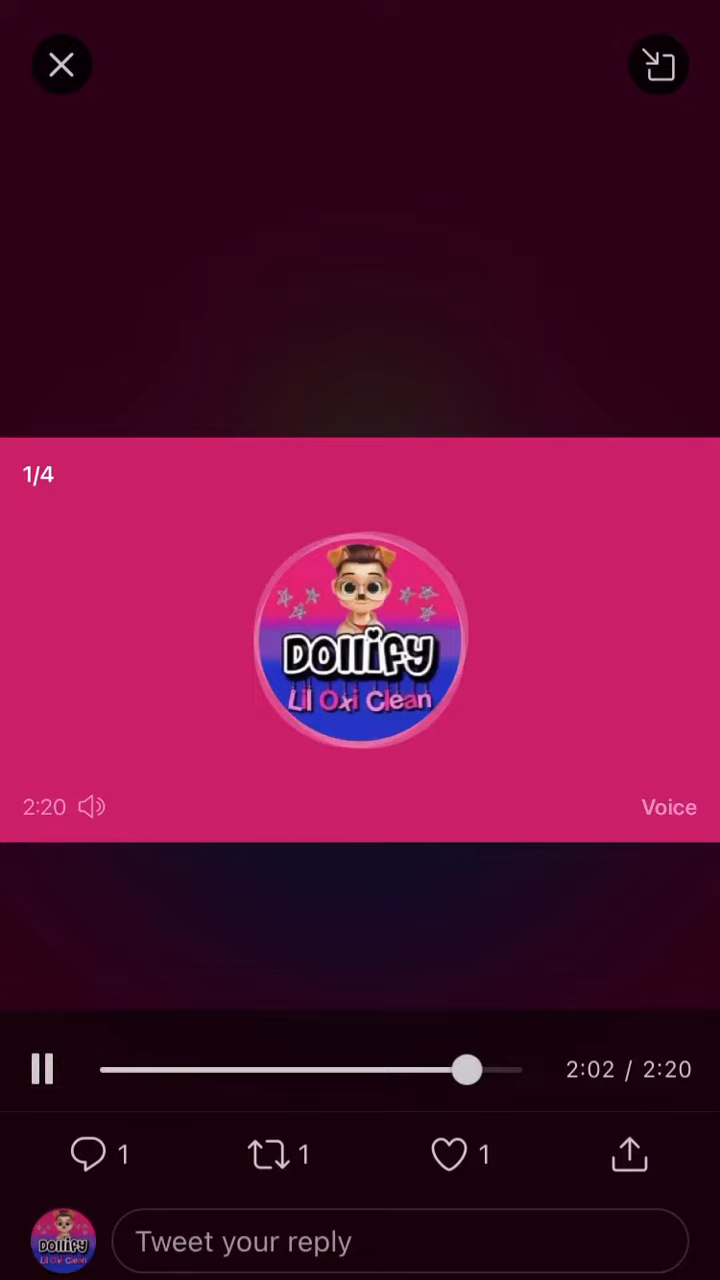 1/4
Dollify
Lil Oxi Clean
2:20
Voice
2:02 / 2:20
1
1
1
Dollify
Lil Oxi Clean
Tweet your reply